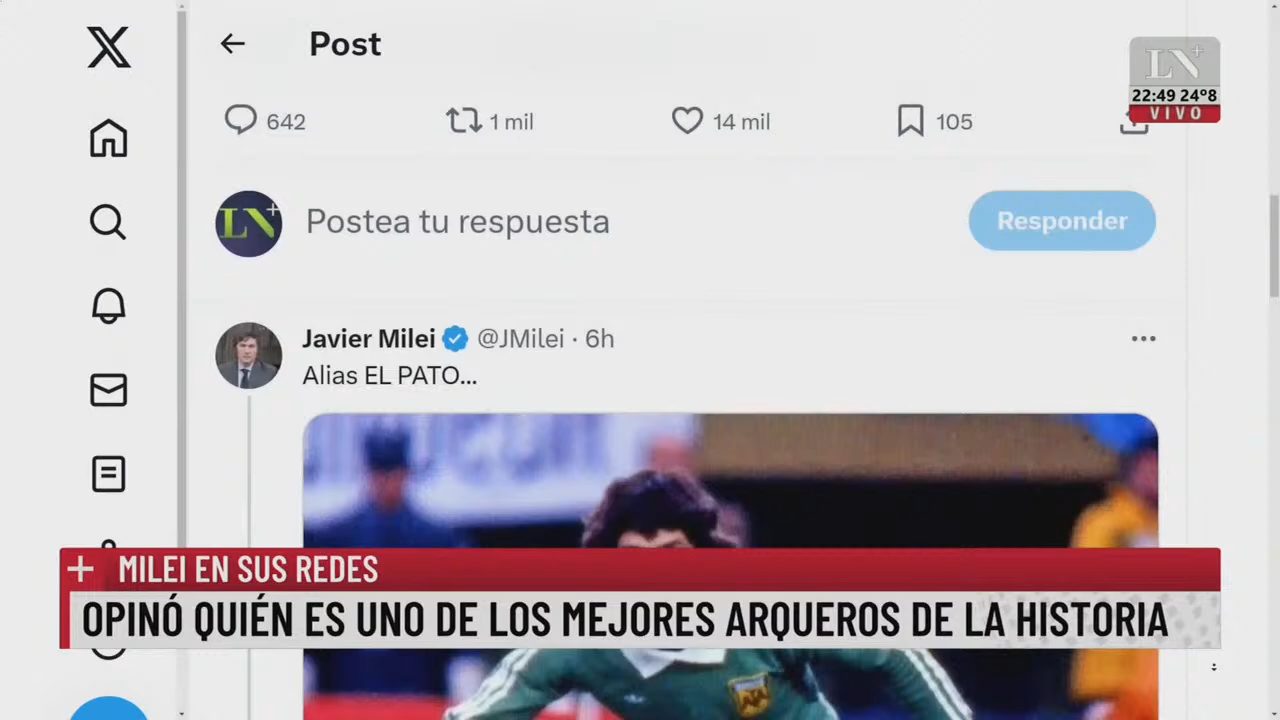 Post
LN+
22:49 24°8
VIVO
642
1 mil
14 mil
105
LN+
Postea tu respuesta
Responder
Javier Milei @JMilei · 6h
Alias EL PATO...
MILEI EN SUS REDES
OPINÓ QUIÉN ES UNO DE LOS MEJORES ARQUEROS DE LA HISTORIA